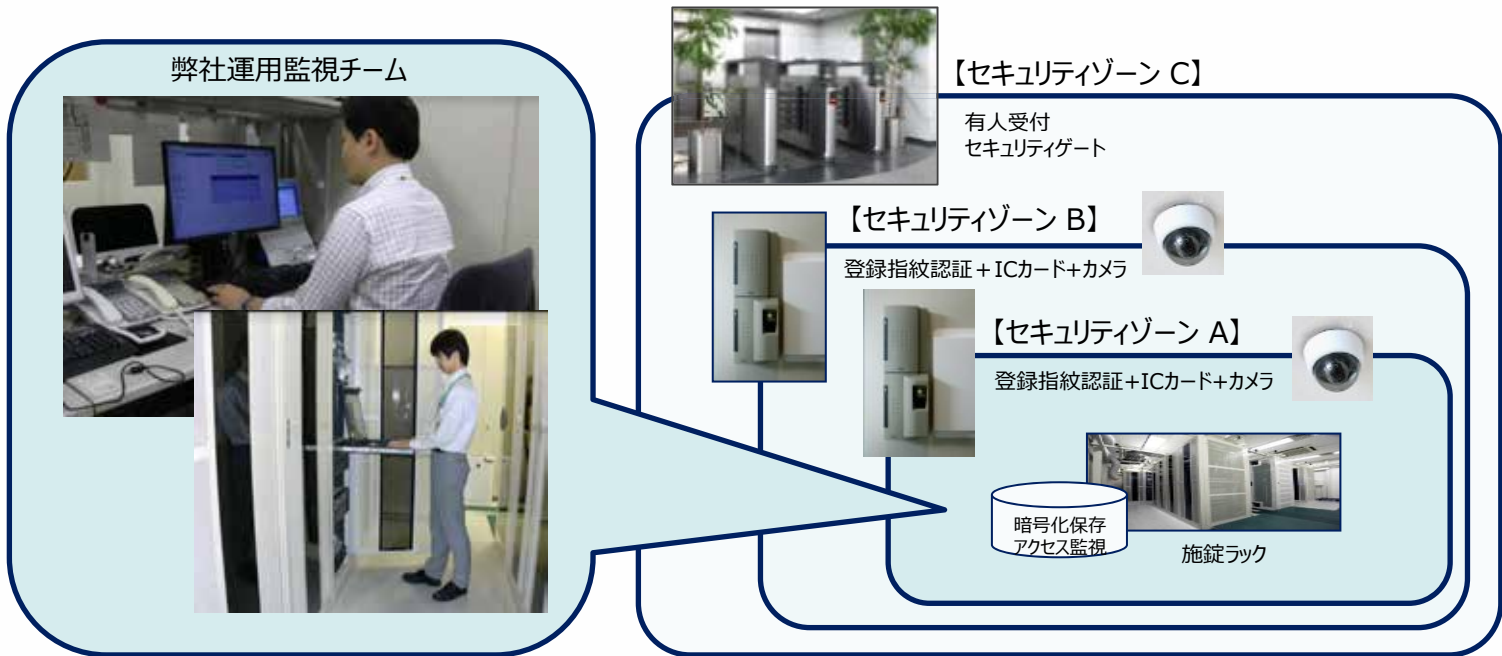 弊社運用監視チーム
【セキュリティゾーン C】
有人受付
セキュリティゲート
【セキュリティゾーン B】
登録指紋認証+ICカード+カメラ
【セキュリティゾーン A】
登録指紋認証+ICカード+カメラ
暗号化保存
アクセス監視
施錠ラック